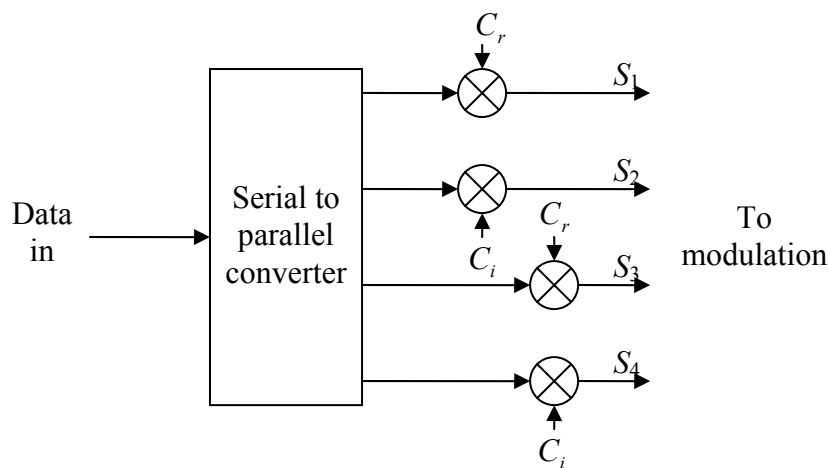 C_r
S_1
S_2
Data
in
Serial to
parallel
converter
C_i
C_r
S_3
To
modulation
S_4
C_i